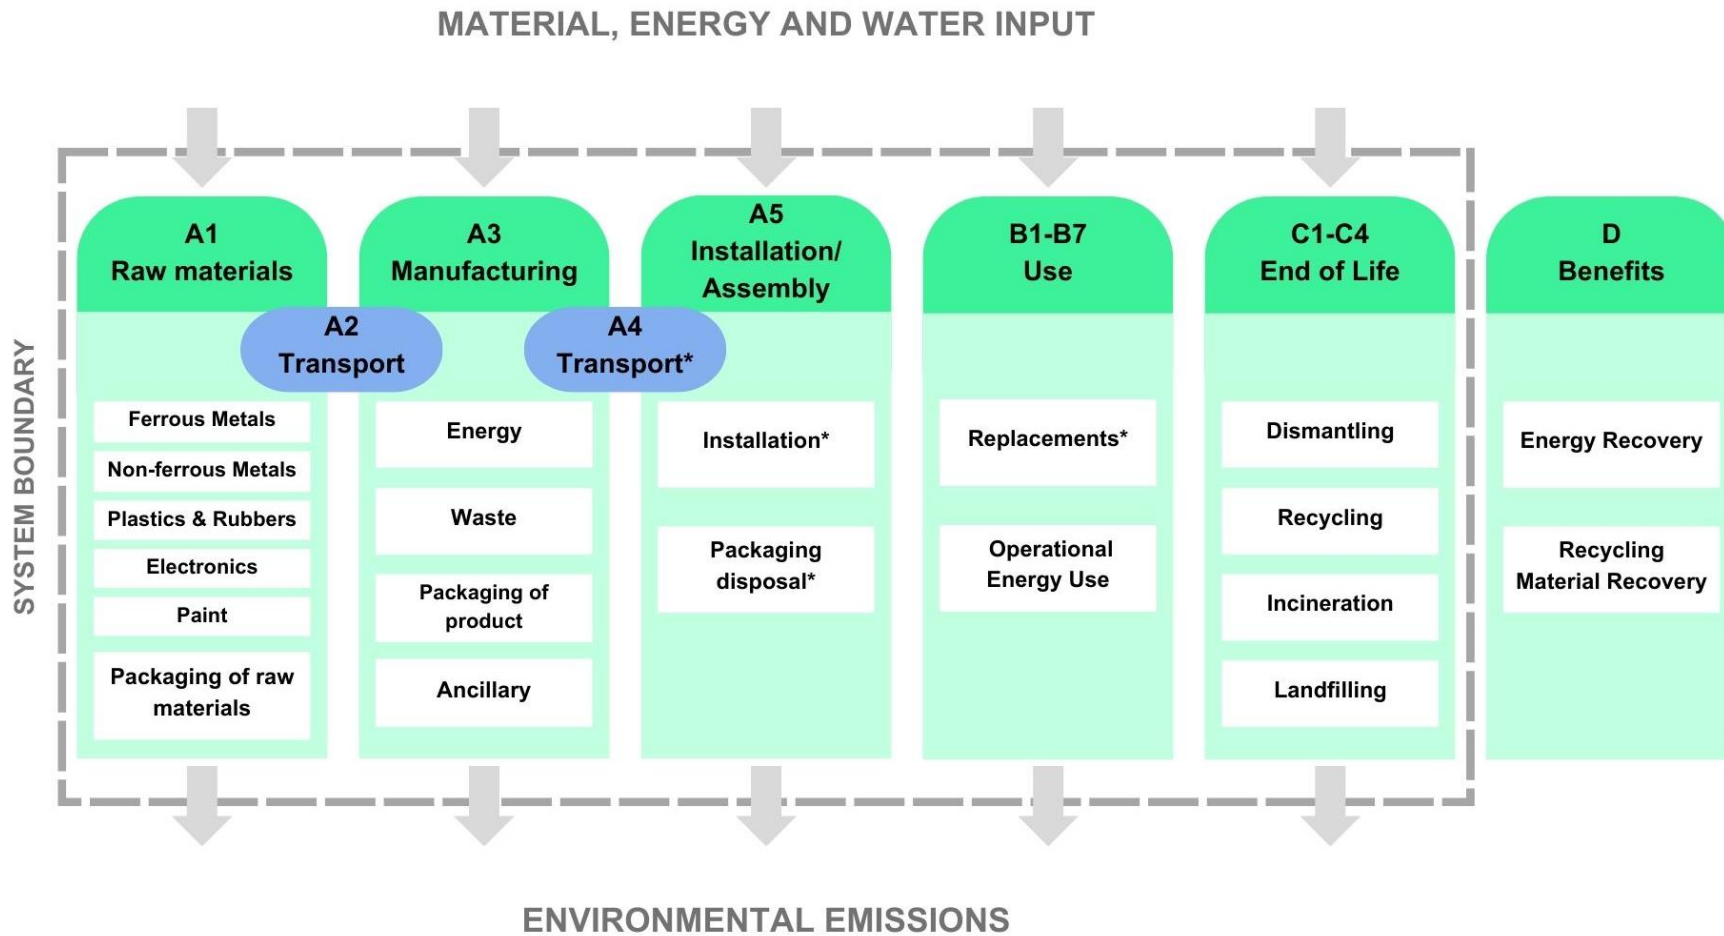 MATERIAL, ENERGY AND WATER INPUT
SYSTEM BOUNDARY
A1
Raw materials
A2
Transport
Ferrous Metals
Non-ferrous Metals
Plastics & Rubbers
Electronics
Paint
Packaging of raw
materials
A3
Manufacturing
A4
Transport*
Energy
Waste
Packaging of
product
Ancillary
A5
Installation/
Assembly
Installation*
Packaging
disposal*
B1-B7
Use
Replacements*
Operational
Energy Use
C1-C4
End of Life
Dismantling
Recycling
Incineration
Landfilling
D
Benefits
Energy Recovery
Recycling
Material Recovery
ENVIRONMENTAL EMISSIONS